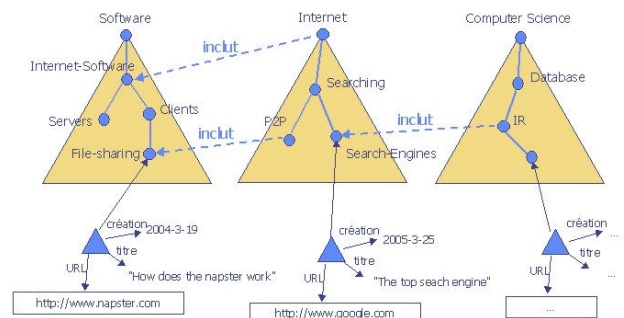 Software
Internet
Computer Science
inclut
Internet-Software
Searching
Database
Servers
Clients
inclut
P2P
inclut
IR
File-sharing
Search-Engines
création
2004-3-19
titre
URL
"How does the napster work"
http://www.napster.com
création
2005-3-25
titre
URL
"The top seach engine"
http://www.google.com
création
...
titre
...
URL
...